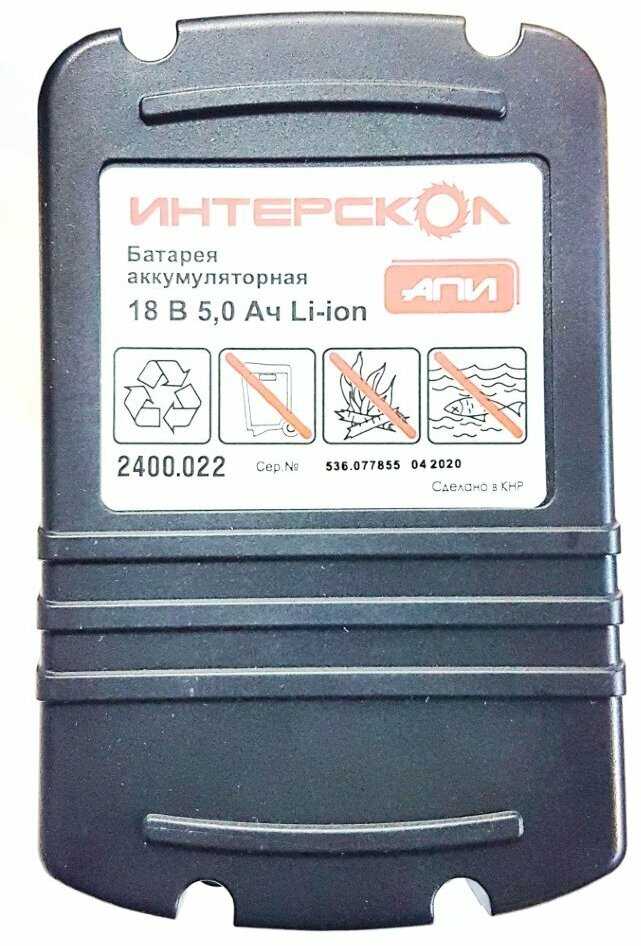 ИНТЕРСКОЛ
Батарея
аккумуляторная
18 В 5,0 Ач Li-ion
АПИ
2400.022 Сер.№ 536.077855 04 2020
Сделано в КНР